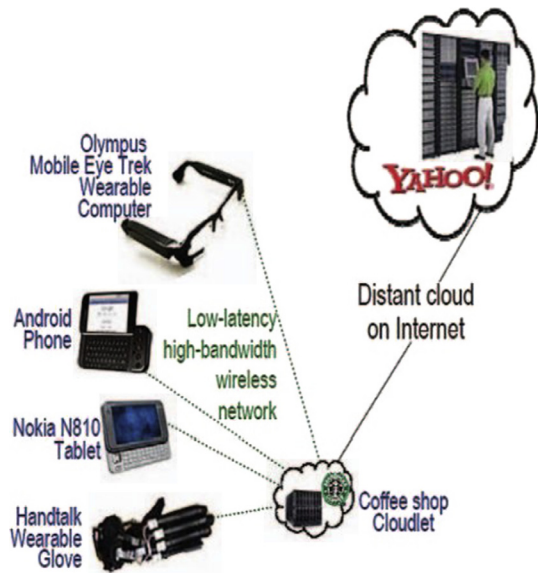 Olympus
Mobile Eye Trek
Wearable
Computer
YAHOO!
Distant cloud
on Internet
Android
Phone
Low-latency
high-bandwidth
wireless
network
Nokia N810
Tablet
Handtalk
Wearable
Glove
Coffee shop
Cloudlet